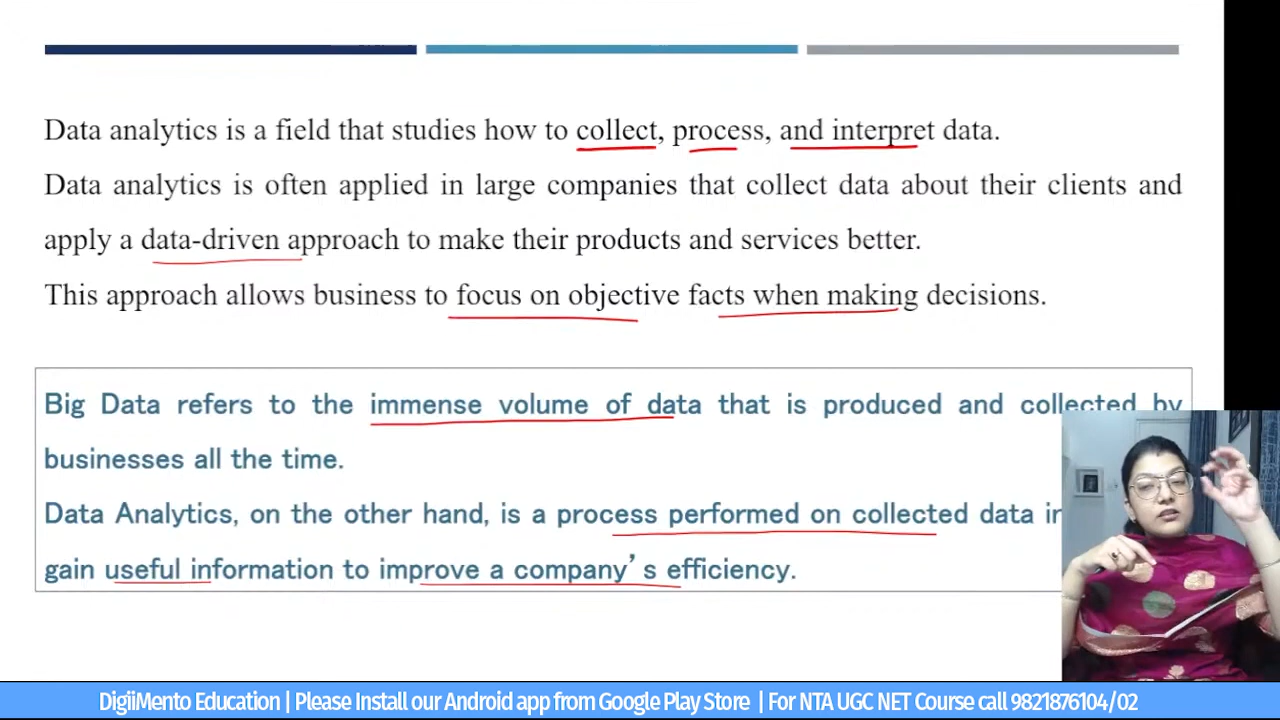 Data analytics is a field that studies how to collect, process, and interpret data.
Data analytics is often applied in large companies that collect data about their clients and
apply a data-driven approach to make their products and services better.
This approach allows business to focus on objective facts when making decisions.
Big Data refers to the immense volume of data that is produced and collected by
businesses all the time.
Data Analytics, on the other hand, is a process performed on collected data
gain useful information to improve a company's efficiency.
DigiiMento Education | Please Install our Android app from Google Play Store | For NTA UGC NET Course call 9821876104/02